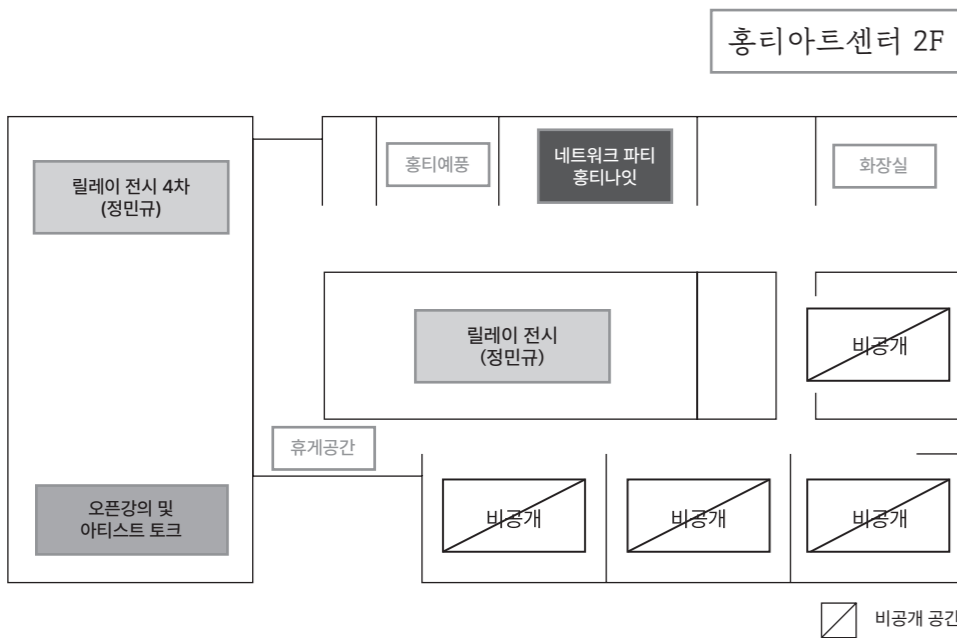 홍티아트센터 2F
릴레이 전시 4차
(정민규)
홍티예풍
네트워크 파티
홍티나잇
화장실
릴레이 전시
(정민규)
비공개
휴게공간
오픈강의 및
아티스트 토크
비공개
비공개
비공개
비공개 공간